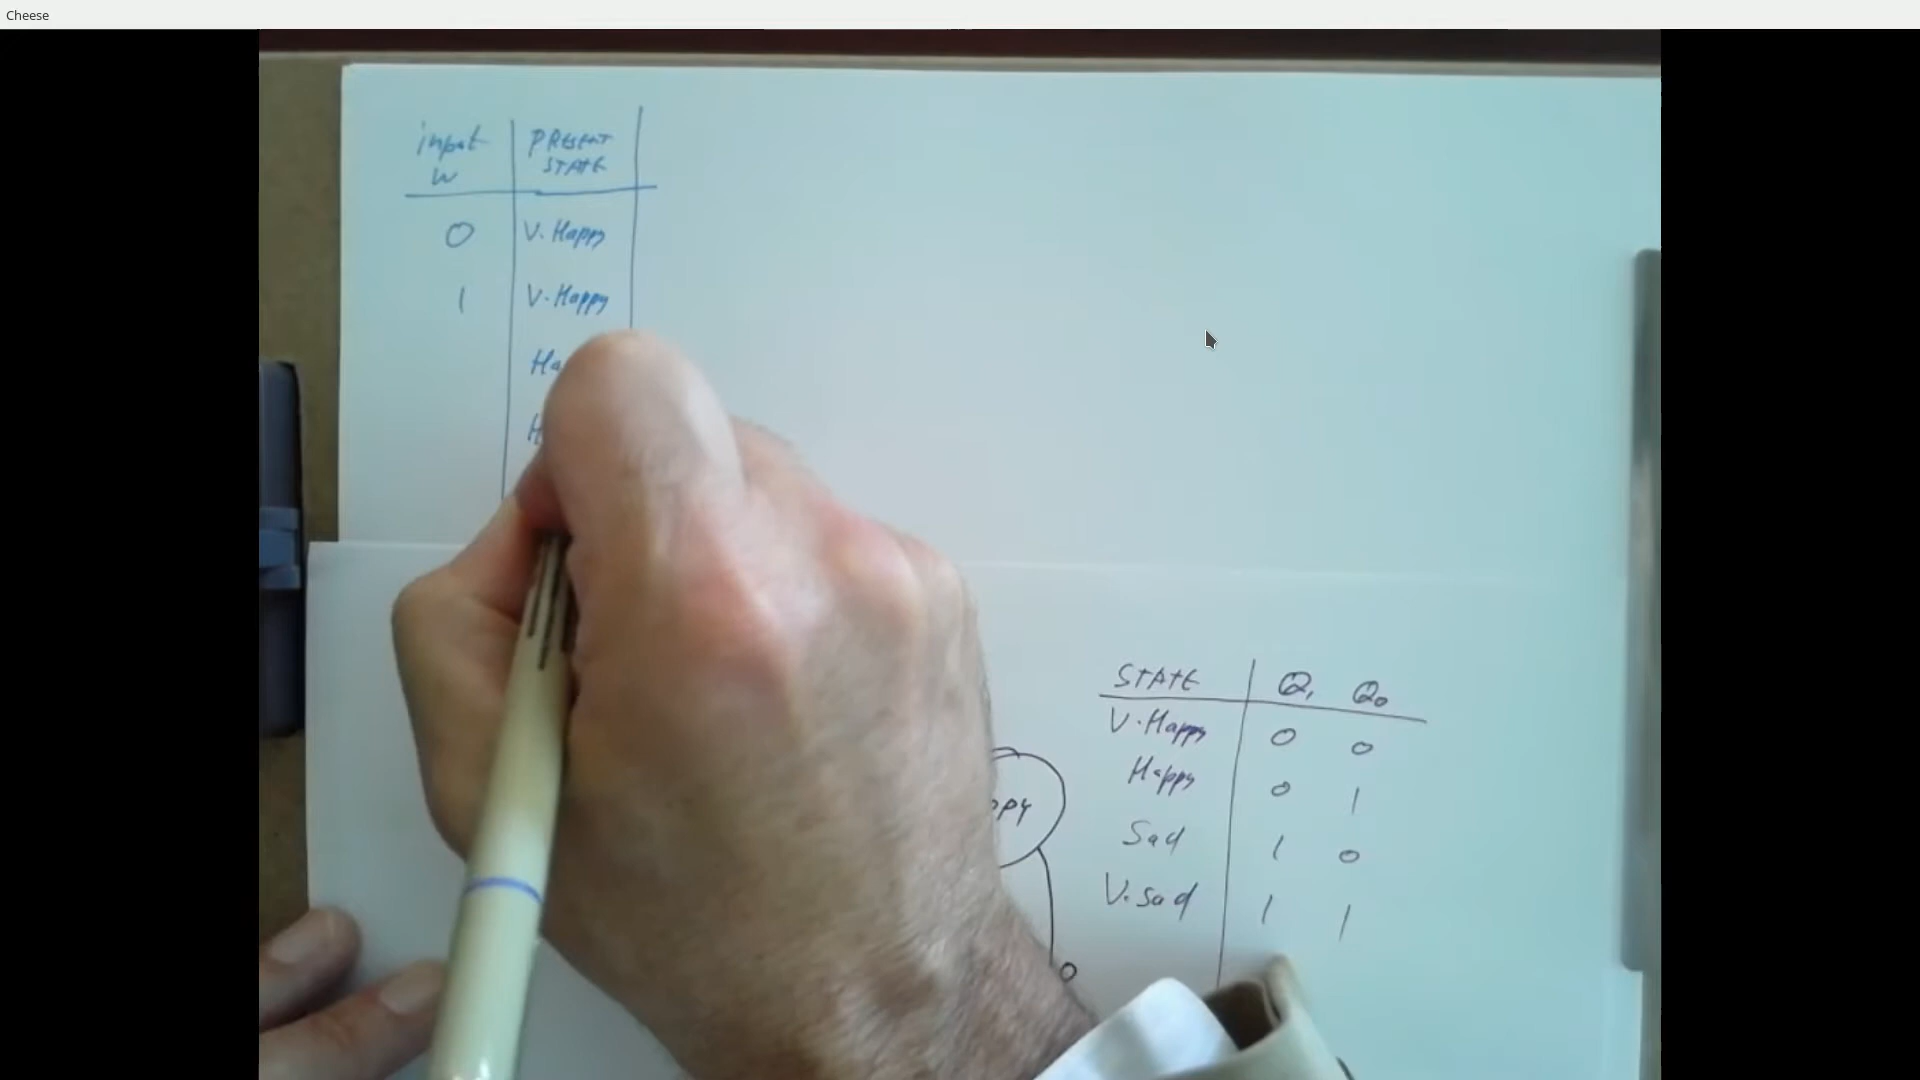 Cheese
input PRESENT
W STATE
0 V. Happy
1 V. Happy
STATE Q1 Q0
V. Happy 0 0
Happy 0 1
Sad 1 0
V. Sad 1 1
0